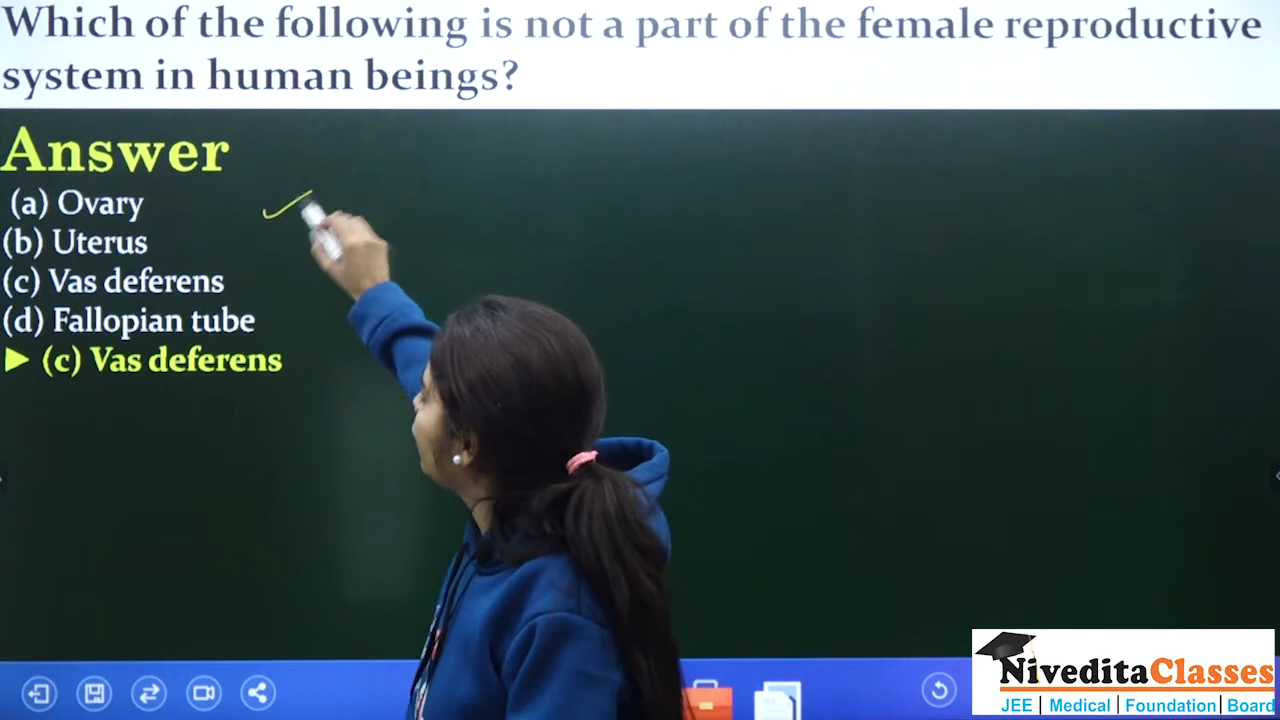 Which of the following is not a part of the female reproductive
system in human beings?
Answer
(a) Ovary
(b) Uterus
(c) Vas deferens
(d) Fallopian tube
► (c) Vas deferens
NiveditaClasses
JEE | Medical | Foundation | Board